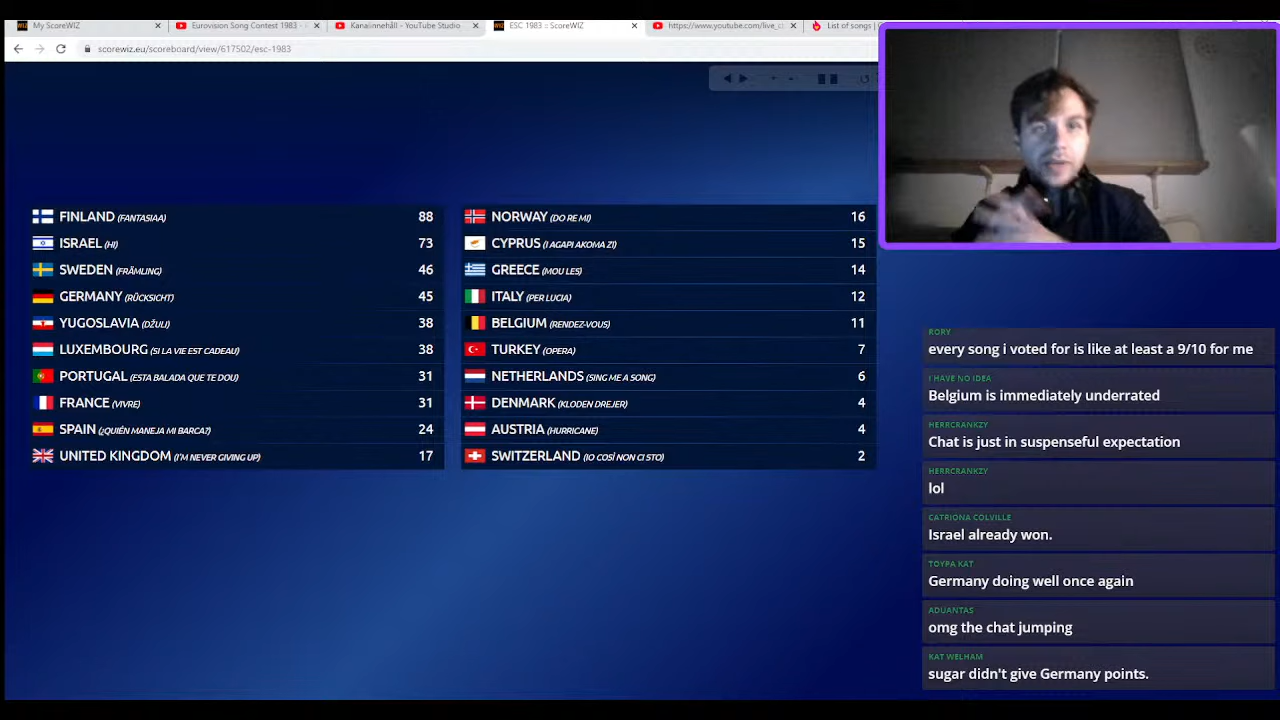 My ScoreWIZ
Eurovision Song Contest 1983 -
Kanalinnehåll - YouTube Studio
ESC 1983 :: ScoreWIZ
https://www.youtube.com/live_c
List of songs |
scorewiz.eu/scoreboard/view/617502/esc-1983
FINLAND (FANTASIAA) 88
ISRAEL (HI) 73
SWEDEN (FRÄMLING) 46
GERMANY (RÜCKSICHT) 45
YUGOSLAVIA (DŽULI) 38
LUXEMBOURG (SI LA VIE EST CADEAU) 38
PORTUGAL (ESTA BALADA QUE TE DOU) 31
FRANCE (VIVRE) 31
SPAIN (¿QUIÉN MANEJA MI BARCA?) 24
UNITED KINGDOM (I'M NEVER GIVING UP) 17
NORWAY (DO RE MI) 16
CYPRUS (I AGAPI AKOMA ZI) 15
GREECE (MOU LES) 14
ITALY (PER LUCIA) 12
BELGIUM (RENDEZ-VOUS) 11
TURKEY (OPERA) 7
NETHERLANDS (SING ME A SONG) 6
DENMARK (KLODEN DREJER) 4
AUSTRIA (HURRICANE) 4
SWITZERLAND (IO COSÌ NON CI STO) 2
RORY
every song i voted for is like at least a 9/10 for me
I HAVE NO IDEA
Belgium is immediately underrated
HERRCRANKZY
Chat is just in suspenseful expectation
HERRCRANKZY
lol
CATRIONA COLVILLE
Israel already won.
TOYPA KAT
Germany doing well once again
ADUANTAS
omg the chat jumping
KAT WELHAM
sugar didn't give Germany points.